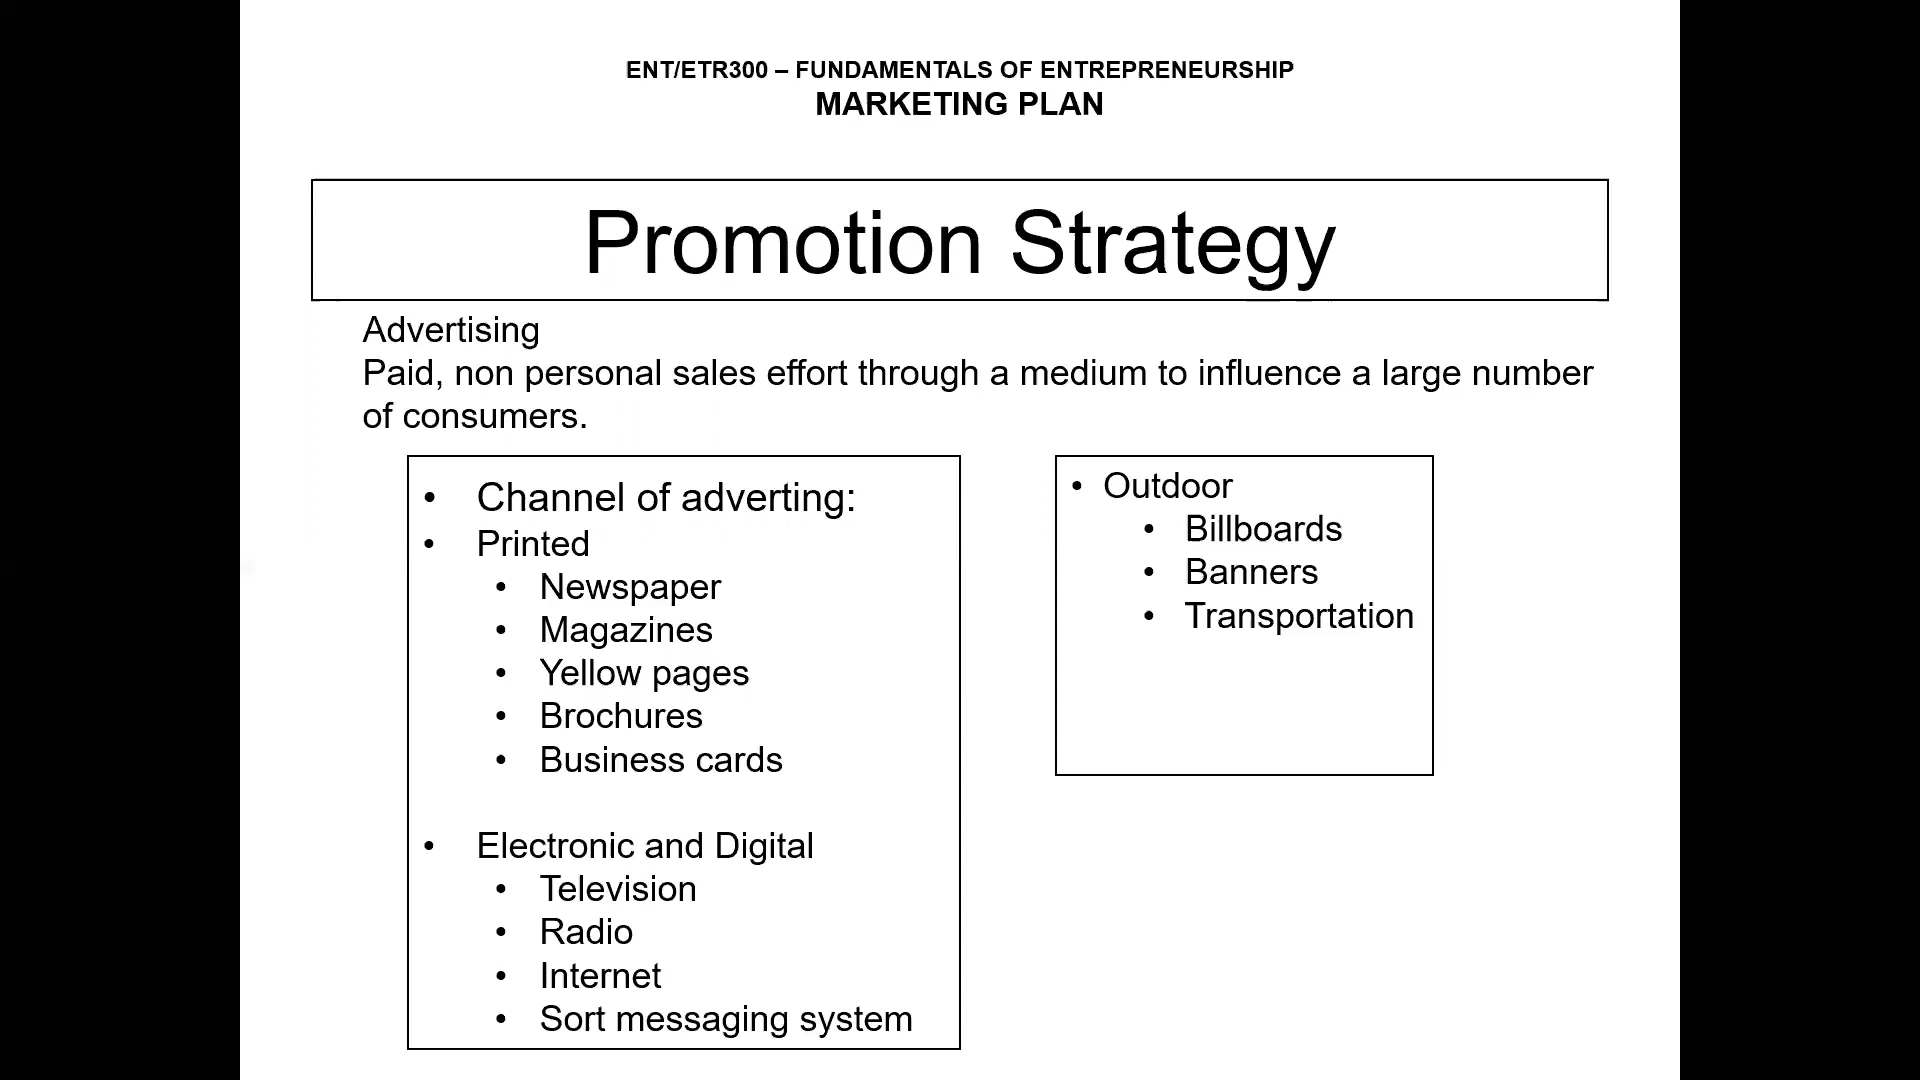 ENT/ETR300 – FUNDAMENTALS OF ENTREPRENEURSHIP
MARKETING PLAN
Promotion Strategy
Advertising
Paid, non personal sales effort through a medium to influence a large number
of consumers.
• Channel of adverting:
• Printed
• Newspaper
• Magazines
• Yellow pages
• Brochures
• Business cards
• Electronic and Digital
• Television
• Radio
• Internet
• Sort messaging system
• Outdoor
• Billboards
• Banners
• Transportation